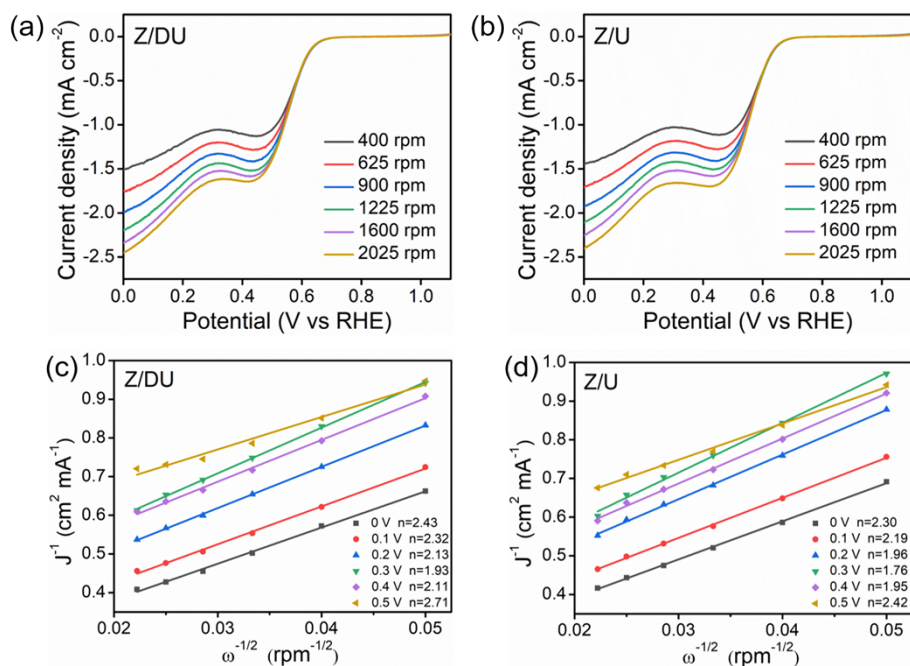 (a)
Z/DU
Current density (mA cm⁻²)
0.0
-0.5
-1.0
-1.5
-2.0
-2.5
400 rpm
625 rpm
900 rpm
1225 rpm
1600 rpm
2025 rpm
0.0 0.2 0.4 0.6 0.8 1.0
Potential (V vs RHE)
(b)
Z/U
Current density (mA cm⁻²)
0.0
-0.5
-1.0
-1.5
-2.0
-2.5
400 rpm
625 rpm
900 rpm
1225 rpm
1600 rpm
2025 rpm
0.0 0.2 0.4 0.6 0.8 1.0
Potential (V vs RHE)
(c)
Z/DU
J⁻¹ (cm² mA⁻¹)
1.0
0.9
0.8
0.7
0.6
0.5
0.4
0 V n=2.43
0.1 V n=2.32
0.2 V n=2.13
0.3 V n=1.93
0.4 V n=2.11
0.5 V n=2.71
0.02 0.03 0.04 0.05
ω⁻¹/² (rpm⁻¹/²)
(d)
Z/U
J⁻¹ (cm² mA⁻¹)
1.0
0.9
0.8
0.7
0.6
0.5
0.4
0 V n=2.30
0.1 V n=2.19
0.2 V n=1.96
0.3 V n=1.76
0.4 V n=1.95
0.5 V n=2.42
0.02 0.03 0.04 0.05
ω⁻¹/² (rpm⁻¹/²)